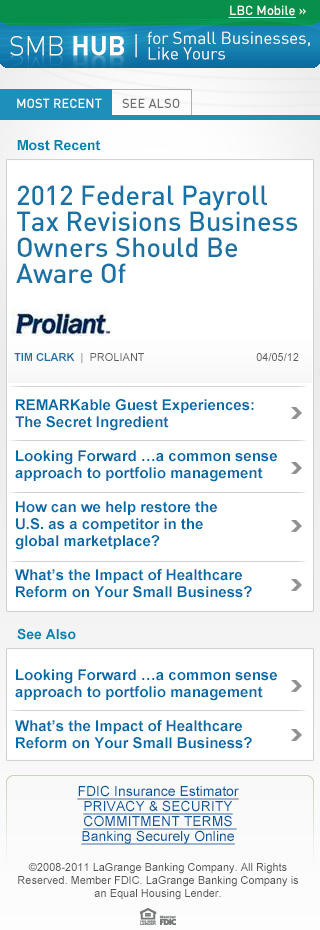 LBC Mobile »
SMB HUB | for Small Businesses,
Like Yours
MOST RECENT SEE ALSO
Most Recent
2012 Federal Payroll
Tax Revisions Business
Owners Should Be
Aware Of
Proliant
TIM CLARK | PROLIANT 04/05/12
REMARKable Guest Experiences:
The Secret Ingredient
Looking Forward ...a common sense
approach to portfolio management
How can we help restore the
U.S. as a competitor in the
global marketplace?
What's the Impact of Healthcare
Reform on Your Small Business?
See Also
Looking Forward ...a common sense
approach to portfolio management
What's the Impact of Healthcare
Reform on Your Small Business?
FDIC Insurance Estimator
PRIVACY & SECURITY
COMMITMENT TERMS
Banking Securely Online
©2008-2011 LaGrange Banking Company. All Rights
Reserved. Member FDIC. LaGrange Banking Company is
an Equal Housing Lender.
FDIC